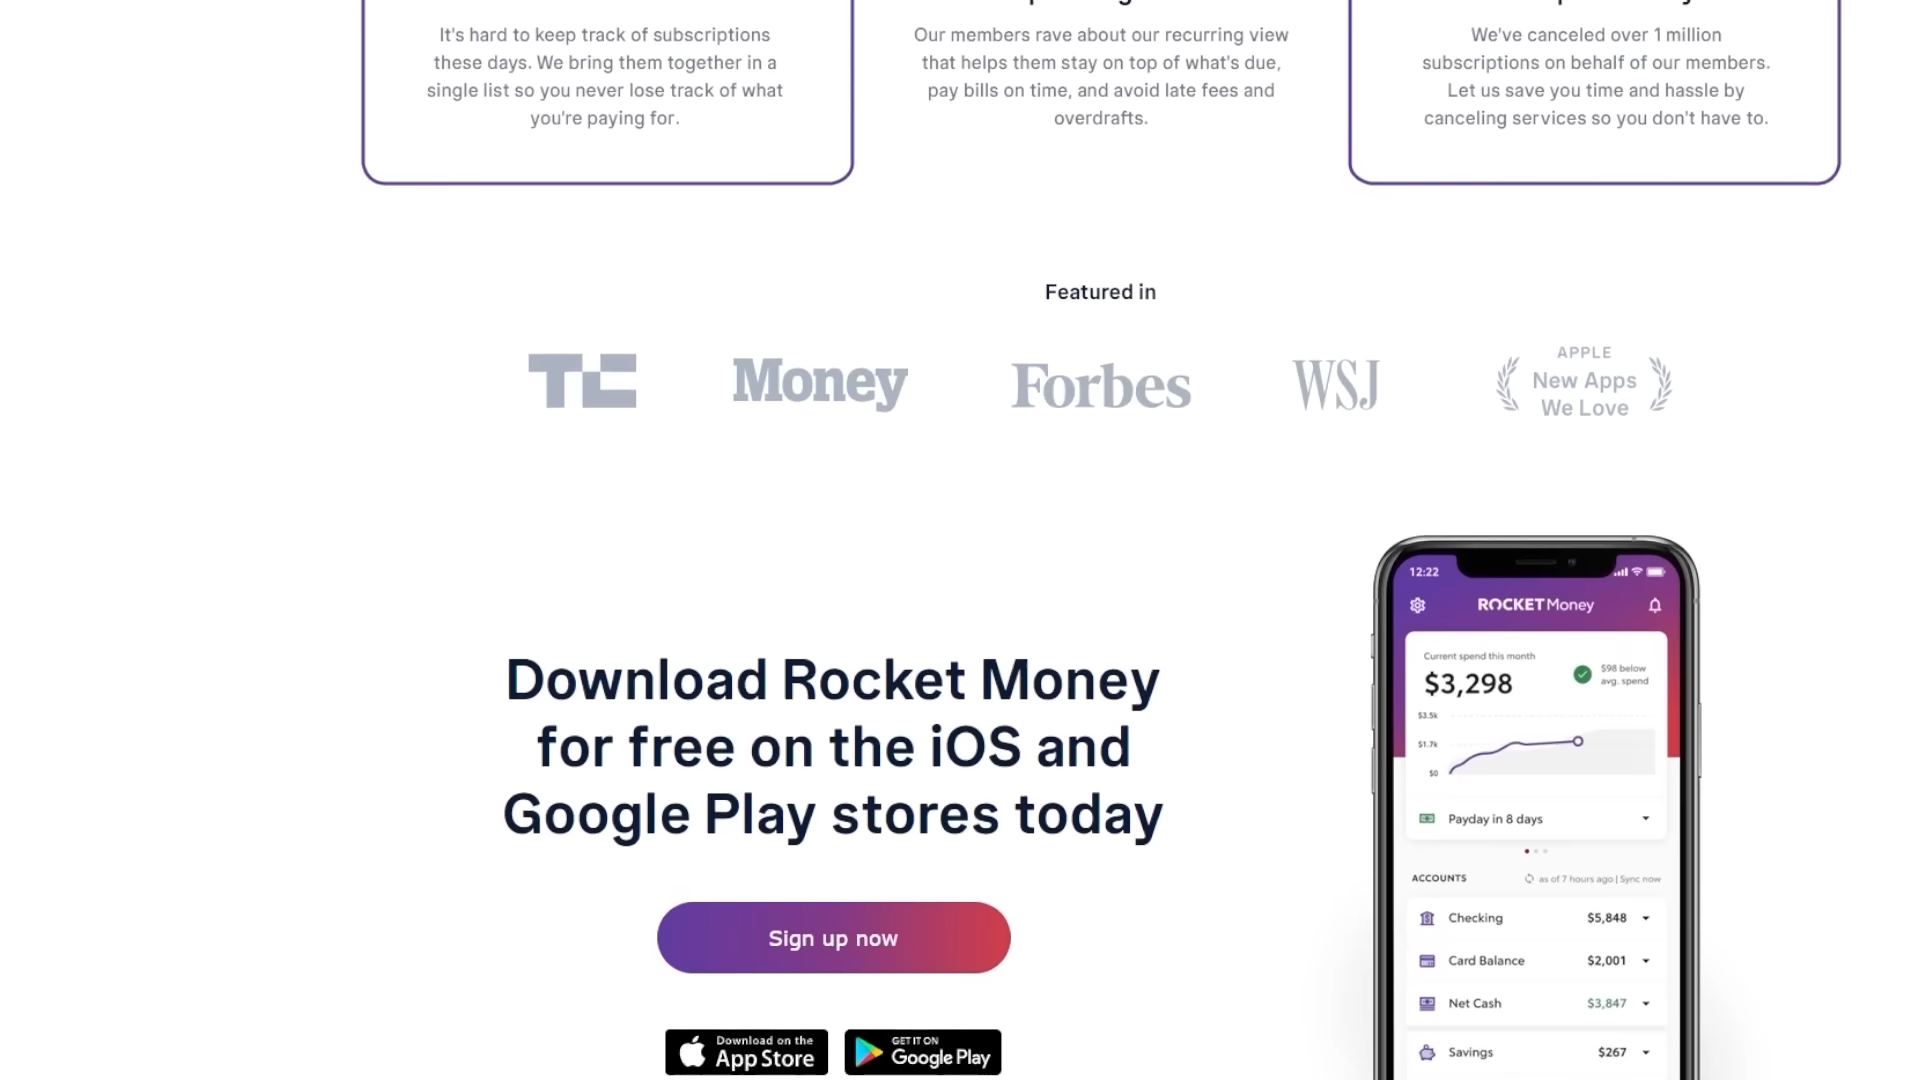 It's hard to keep track of subscriptions
these days. We bring them together in a
single list so you never lose track of what
you're paying for.
Our members rave about our recurring view
that helps them stay on top of what's due,
pay bills on time, and avoid late fees and
overdrafts.
We've canceled over 1 million
subscriptions on behalf of our members.
Let us save you time and hassle by
canceling services so you don't have to.
Featured in
TC
Money
Forbes
WSJ
APPLE
New Apps
We Love
Download Rocket Money
for free on the iOS and
Google Play stores today
Sign up now
Download on the
App Store
GET IT ON
Google Play
12:22
ROCKET Money
Current spend this month
$3,298
$98 below
avg. spend
$3.5k
$1.7k
$0
Payday in 8 days
ACCOUNTS
as of 7 hours ago | Sync now
Checking $5,848
Card Balance $2,001
Net Cash $3,847
Savings $267